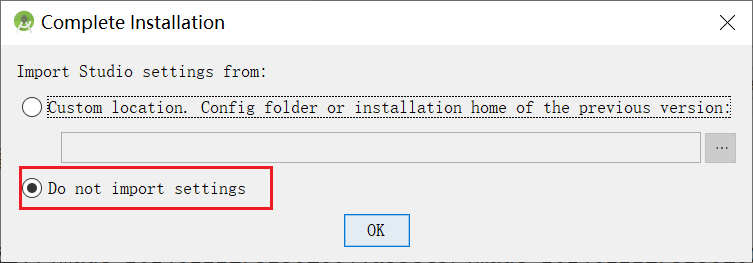 Complete Installation
Import Studio settings from:
Custom location. Config folder or installation home of the previous version:
...
Do not import settings
OK